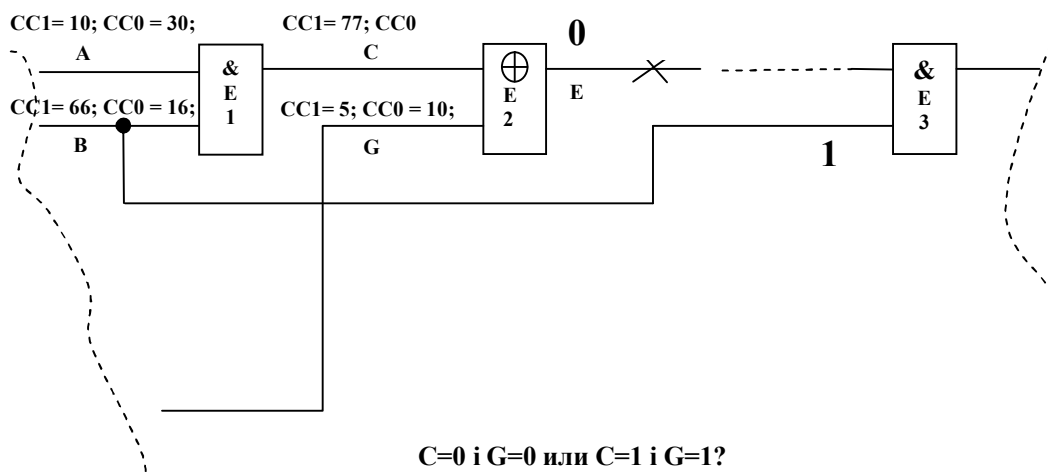 CC1= 10; CC0 = 30;
CC1= 77; CC0
0
A
C
&
E
1
E
2
E
&
E
3
CC1= 66; CC0 = 16;
CC1= 5; CC0 = 10;
B
G
1
C=0 i G=0 или C=1 i G=1?